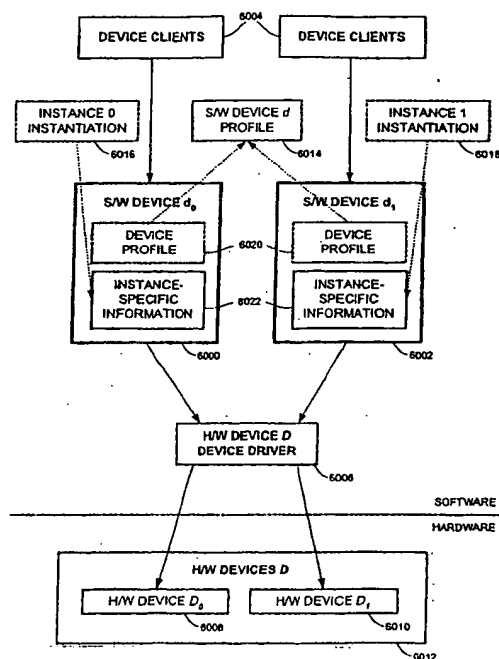 DEVICE CLIENTS
6004
DEVICE CLIENTS
INSTANCE 0
INSTANTIATION
6016
S/W DEVICE d
PROFILE
6014
INSTANCE 1
INSTANTIATION
6018
S/W DEVICE d0
DEVICE
PROFILE
INSTANCE-
SPECIFIC
INFORMATION
6000
6020
6022
S/W DEVICE d1
DEVICE
PROFILE
INSTANCE-
SPECIFIC
INFORMATION
6002
H/W DEVICE D
DEVICE DRIVER
6006
SOFTWARE
HARDWARE
H/W DEVICES D
H/W DEVICE D0
6008
H/W DEVICE D1
6010
6012